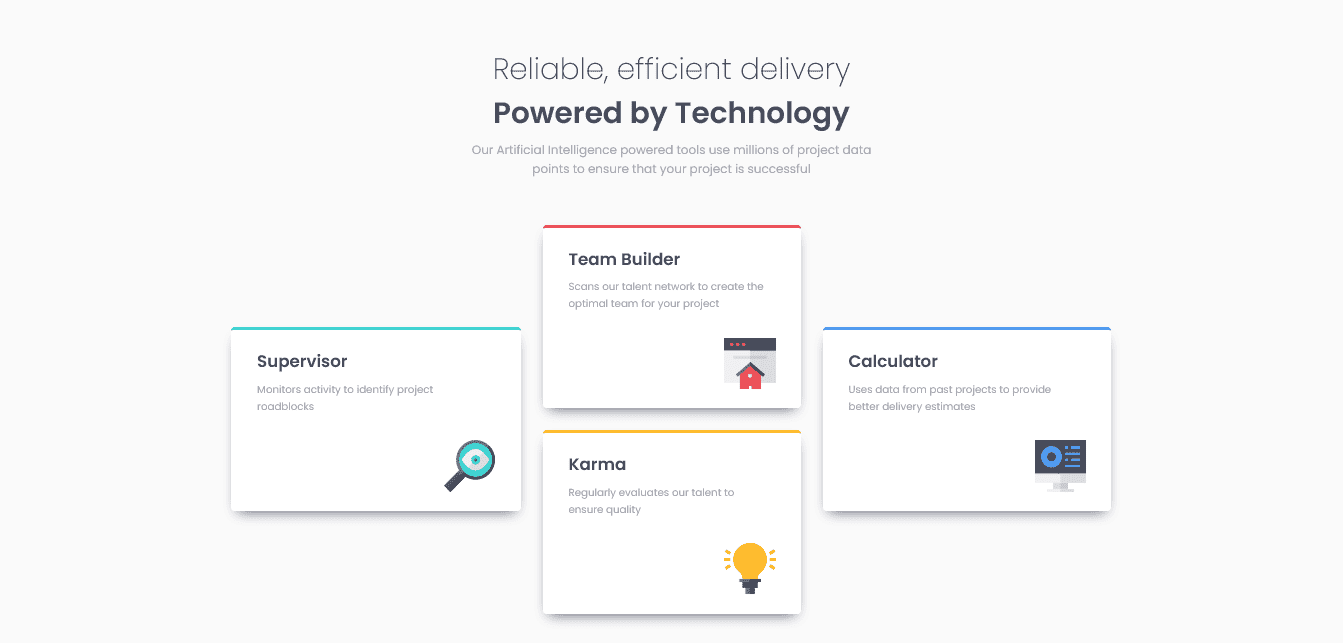 Reliable, efficient delivery
Powered by Technology
Our Artificial Intelligence powered tools use millions of project data
points to ensure that your project is successful
Team Builder
Scans our talent network to create the
optimal team for your project
Supervisor
Monitors activity to identify project
roadblocks
Calculator
Uses data from past projects to provide
better delivery estimates
Karma
Regularly evaluates our talent to
ensure quality